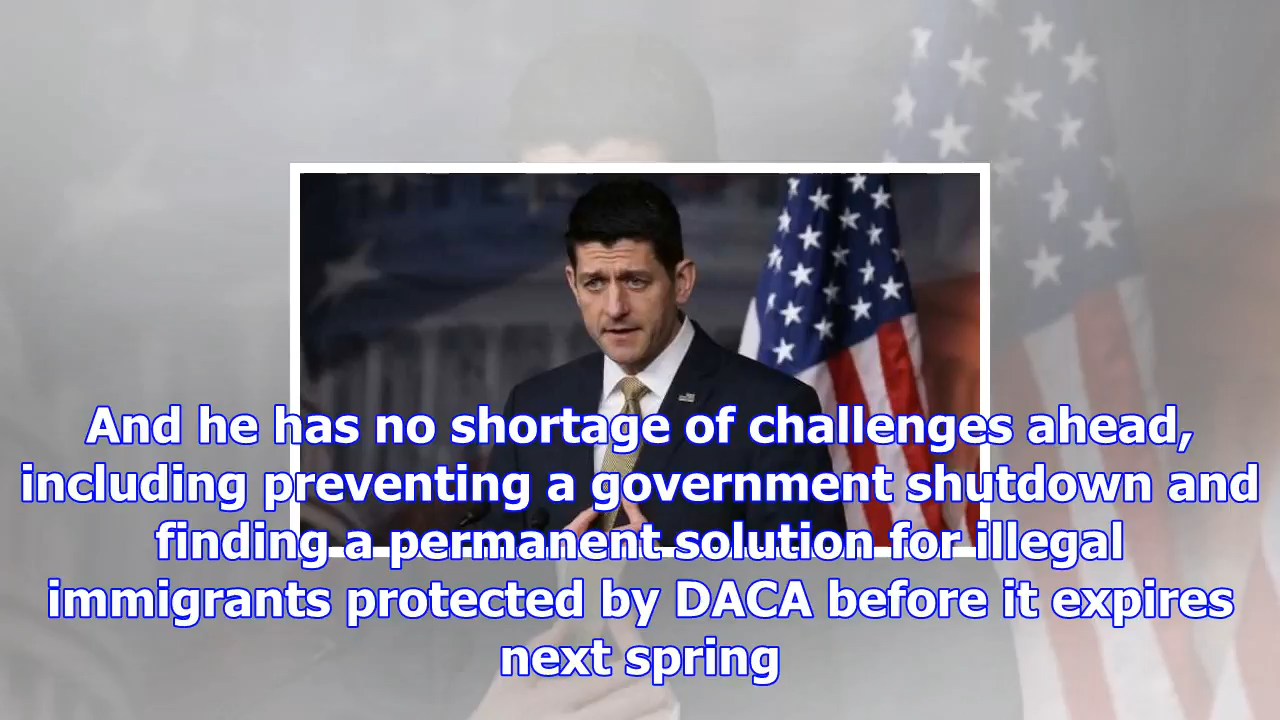 And he has no shortage of challenges ahead,
including preventing a government shutdown and
finding a permanent solution for illegal
immigrants protected by DACA before it expires
next spring